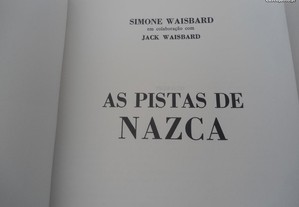 SIMONE WAISBARD
em colaboração com
JACK WAISBARD
AS PISTAS DE
NAZCA